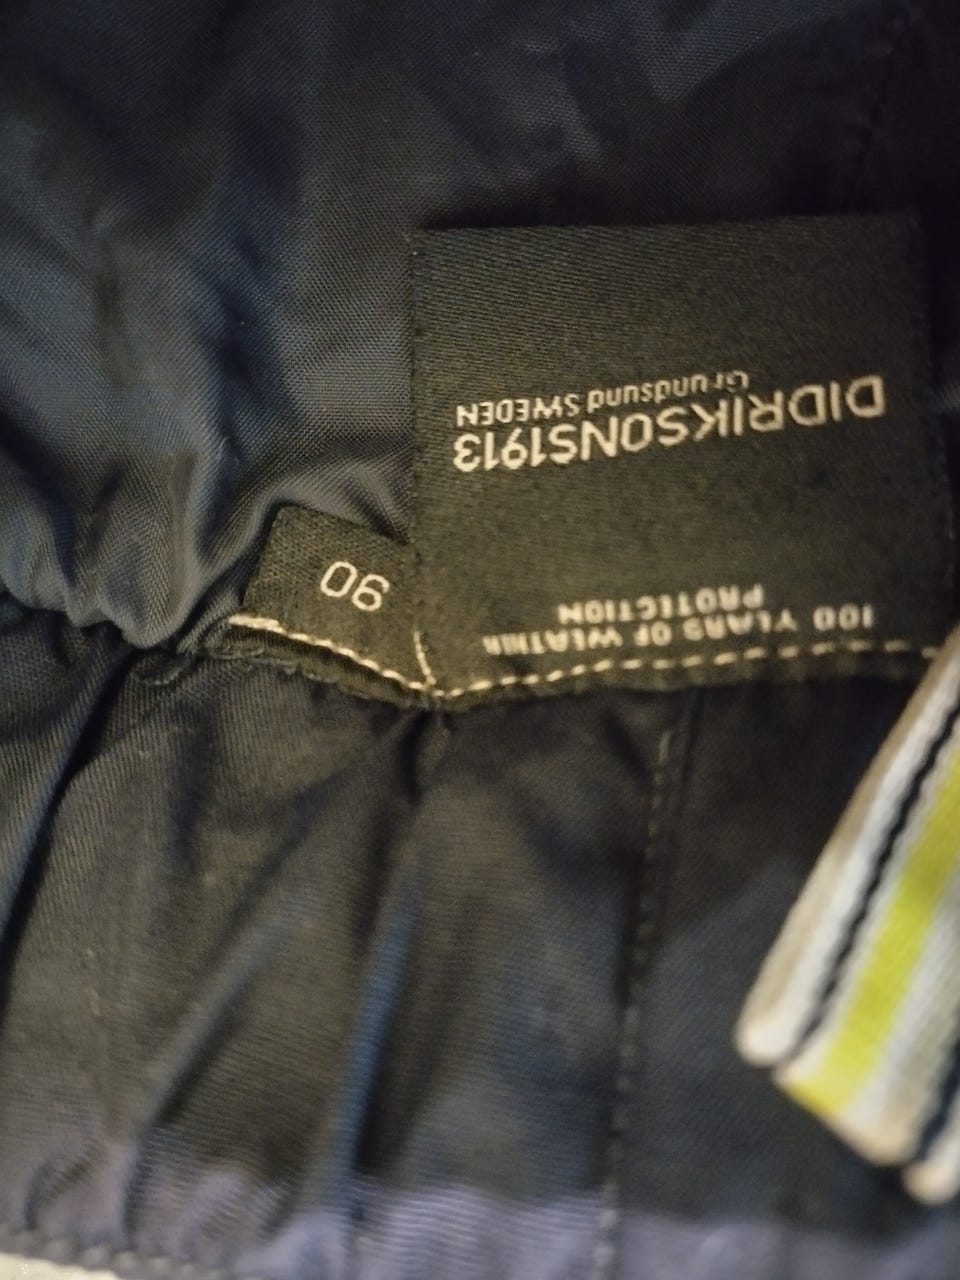 100 YEARS OF WEATHER
PROTECTION
DIDRIKSONS1913
Grundsund SWEDEN
90